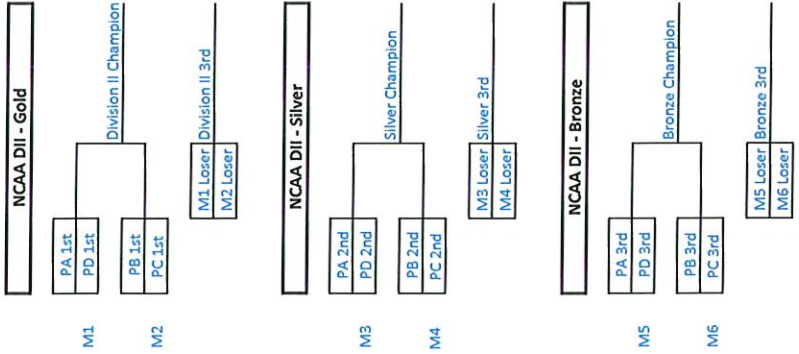 NCAA DII - Gold
M1
PA 1st
PD 1st
Division II Champion
M2
PB 1st
PC 1st
M1 Loser
Division II 3rd
M2 Loser
NCAA DII - Silver
M3
PA 2nd
PD 2nd
Silver Champion
M4
PB 2nd
PC 2nd
M3 Loser
Silver 3rd
M4 Loser
NCAA DII - Bronze
M5
PA 3rd
PD 3rd
Bronze Champion
M6
PB 3rd
PC 3rd
M5 Loser
Bronze 3rd
M6 Loser